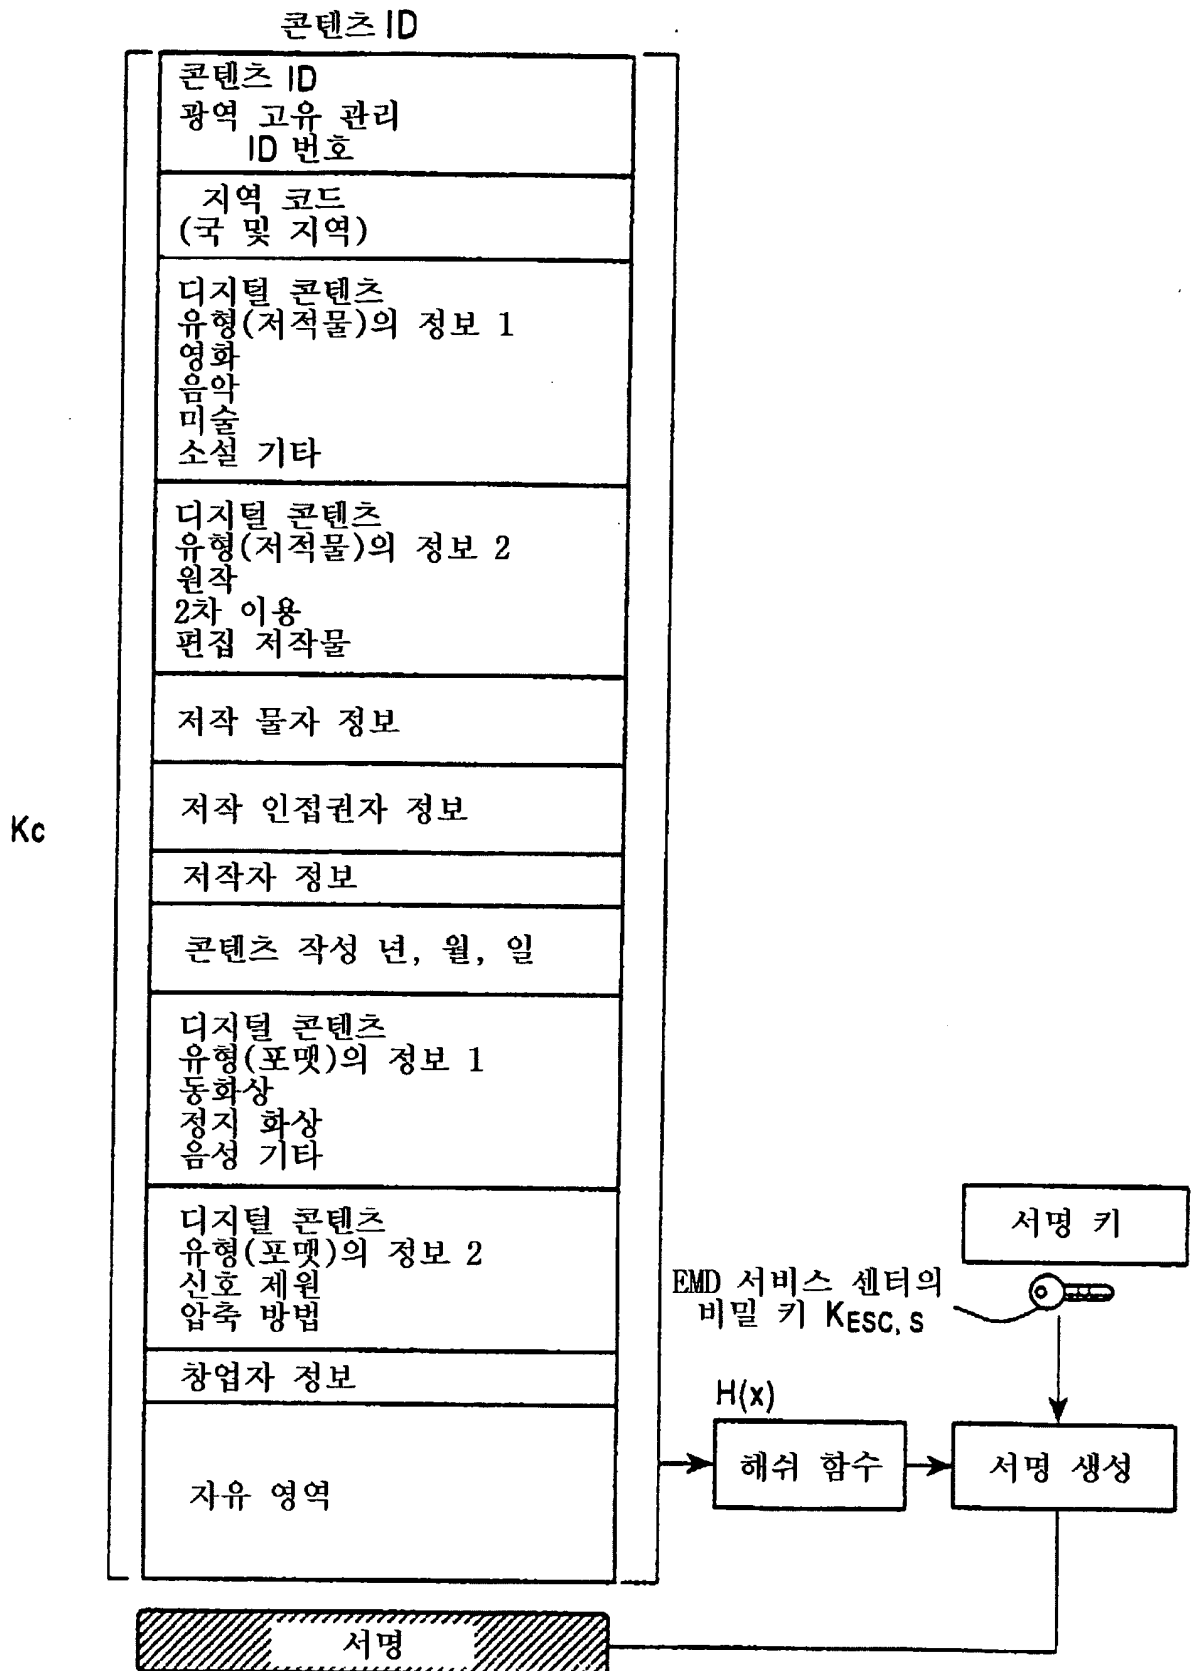 콘텐츠 ID
콘텐츠 ID
광역 고유 관리
ID 번호
지역 코드
(국 및 지역)
디지털 콘텐츠
유형(저적물)의 정보 1
영화
음악
미술
소설 기타
디지털 콘텐츠
유형(저적물)의 정보 2
원작
2차 이용
편집 저작물
저작 물자 정보
저작 인접권자 정보
Kc
저작자 정보
콘텐츠 작성 년, 월, 일
디지털 콘텐츠
유형(포맷)의 정보 1
동화상
정지 화상
음성 기타
디지털 콘텐츠
유형(포맷)의 정보 2
신호 제원
압축 방법
서명 키
EMD 서비스 센터의
비밀 키 KESC, S
창업자 정보
H(x)
해쉬 함수
서명 생성
자유 영역
서명